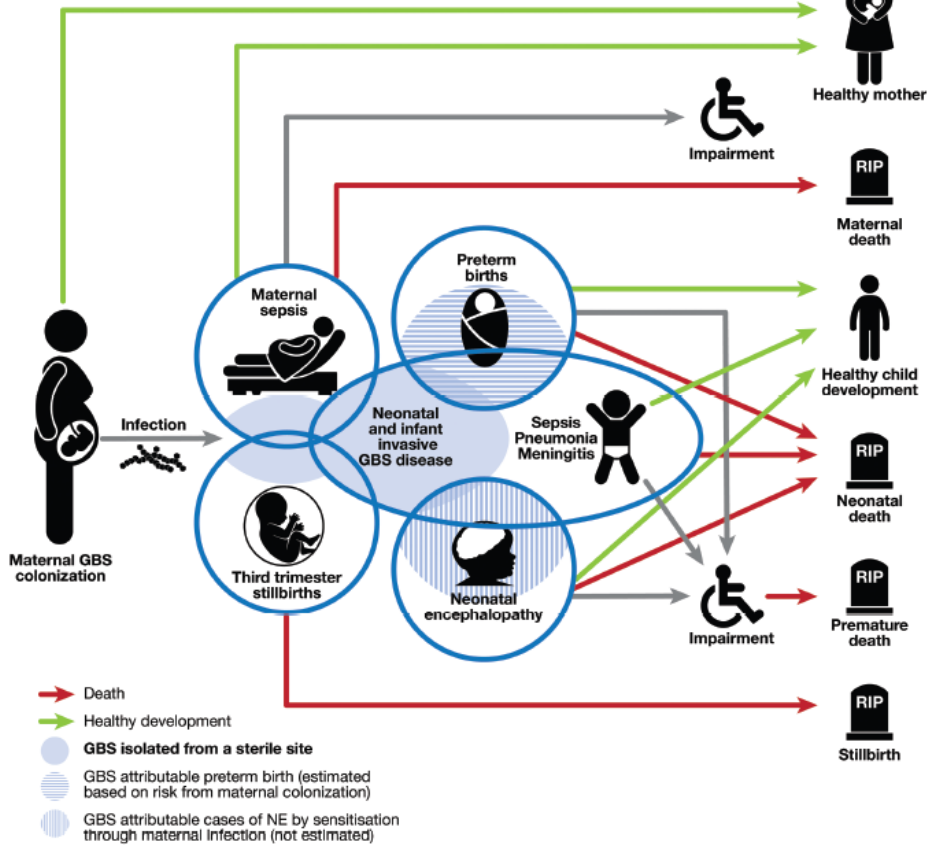 Healthy mother
Impairment
RIP
Maternal
death
Preterm
births
Maternal
sepsis
Healthy child
development
Neonatal
and infant
invasive
GBS disease
Sepsis
Pneumonia
Meningitis
Infection
RIP
Neonatal
death
Maternal GBS
colonization
Third trimester
stillbirths
Neonatal
encephalopathy
Impairment
RIP
Premature
death
RIP
Stillbirth
Death
Healthy development
GBS isolated from a sterile site
GBS attributable preterm birth (estimated
based on risk from maternal colonization)
GBS attributable cases of NE by sensitisation
through maternal infection (not estimated)